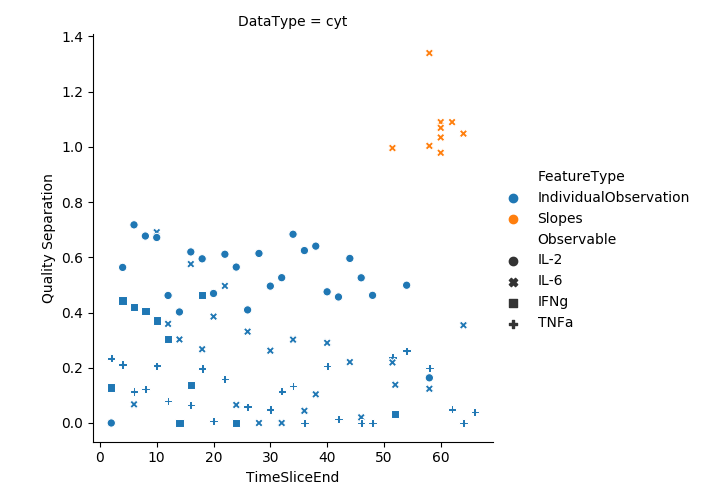 DataType = cyt
1.4
1.2
1.0
0.8
0.6
0.4
0.2
0.0
Quality Separation
0 10 20 30 40 50 60
TimeSliceEnd
FeatureType
IndividualObservation
Slopes
Observable
IL-2
IL-6
IFNg
TNFa